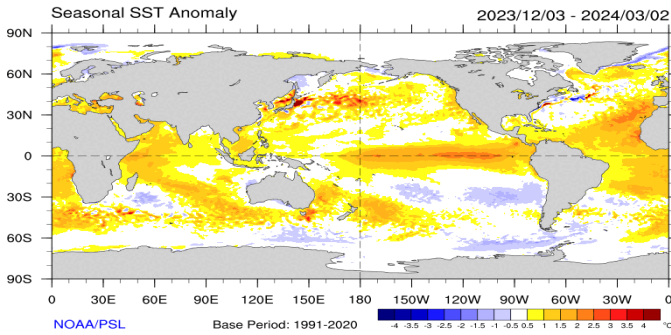 Seasonal SST Anomaly 2023/12/03 - 2024/03/02
90N
60N
30N
0
30S
60S
90S
0 30E 60E 90E 120E 150E 180 150W 120W 90W 60W 30W 0
NOAA/PSL Base Period: 1991-2020
-4 -3.5 -3 -2.5 -2 -1.5 -1 -0.5 0.5 1 1.5 2 2.5 3 3.5 4 °C